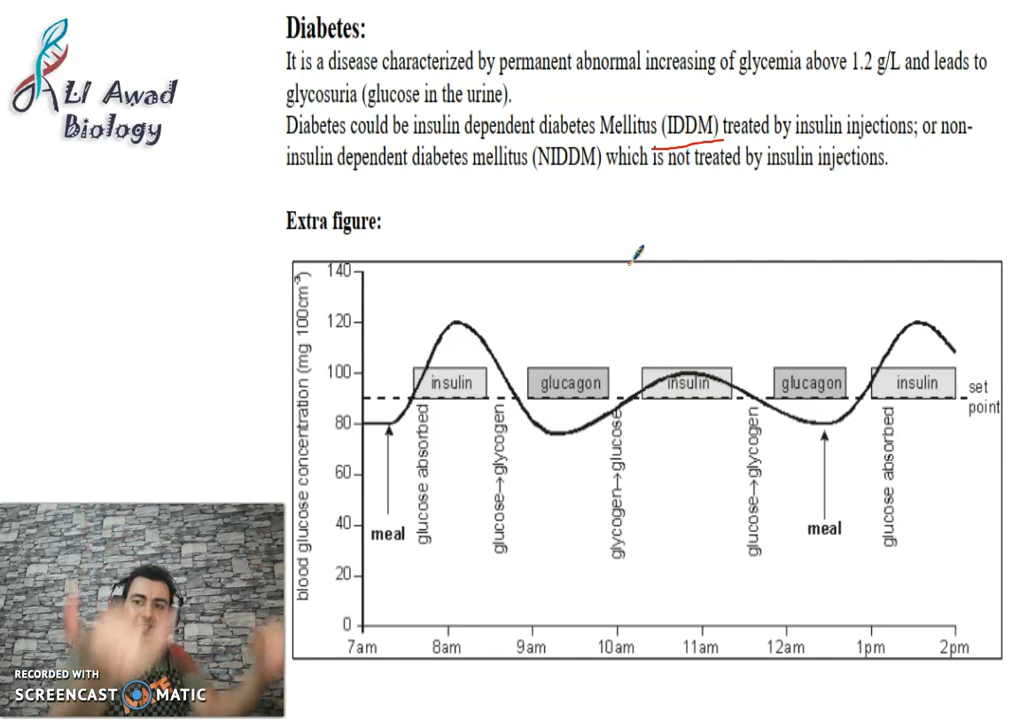 LI Awad
Biology
Diabetes:
It is a disease characterized by permanent abnormal increasing of glycemia above 1.2 g/L and leads to
glycosuria (glucose in the urine).
Diabetes could be insulin dependent diabetes Mellitus (IDDM) treated by insulin injections; or non-
insulin dependent diabetes mellitus (NIDDM) which is not treated by insulin injections.
Extra figure:
blood glucose concentration (mg 100cm⁻³)
140
120
100
80
60
40
20
0
insulin
glucagon
insulin
glucagon
insulin
set
point
glucose absorbed
glucose→glycogen
glycogen→glucose
glucose→glycogen
glucose absorbed
meal
meal
7am
8am
9am
10am
11am
12am
1pm
2pm
RECORDED WITH
SCREENCAST MATIC